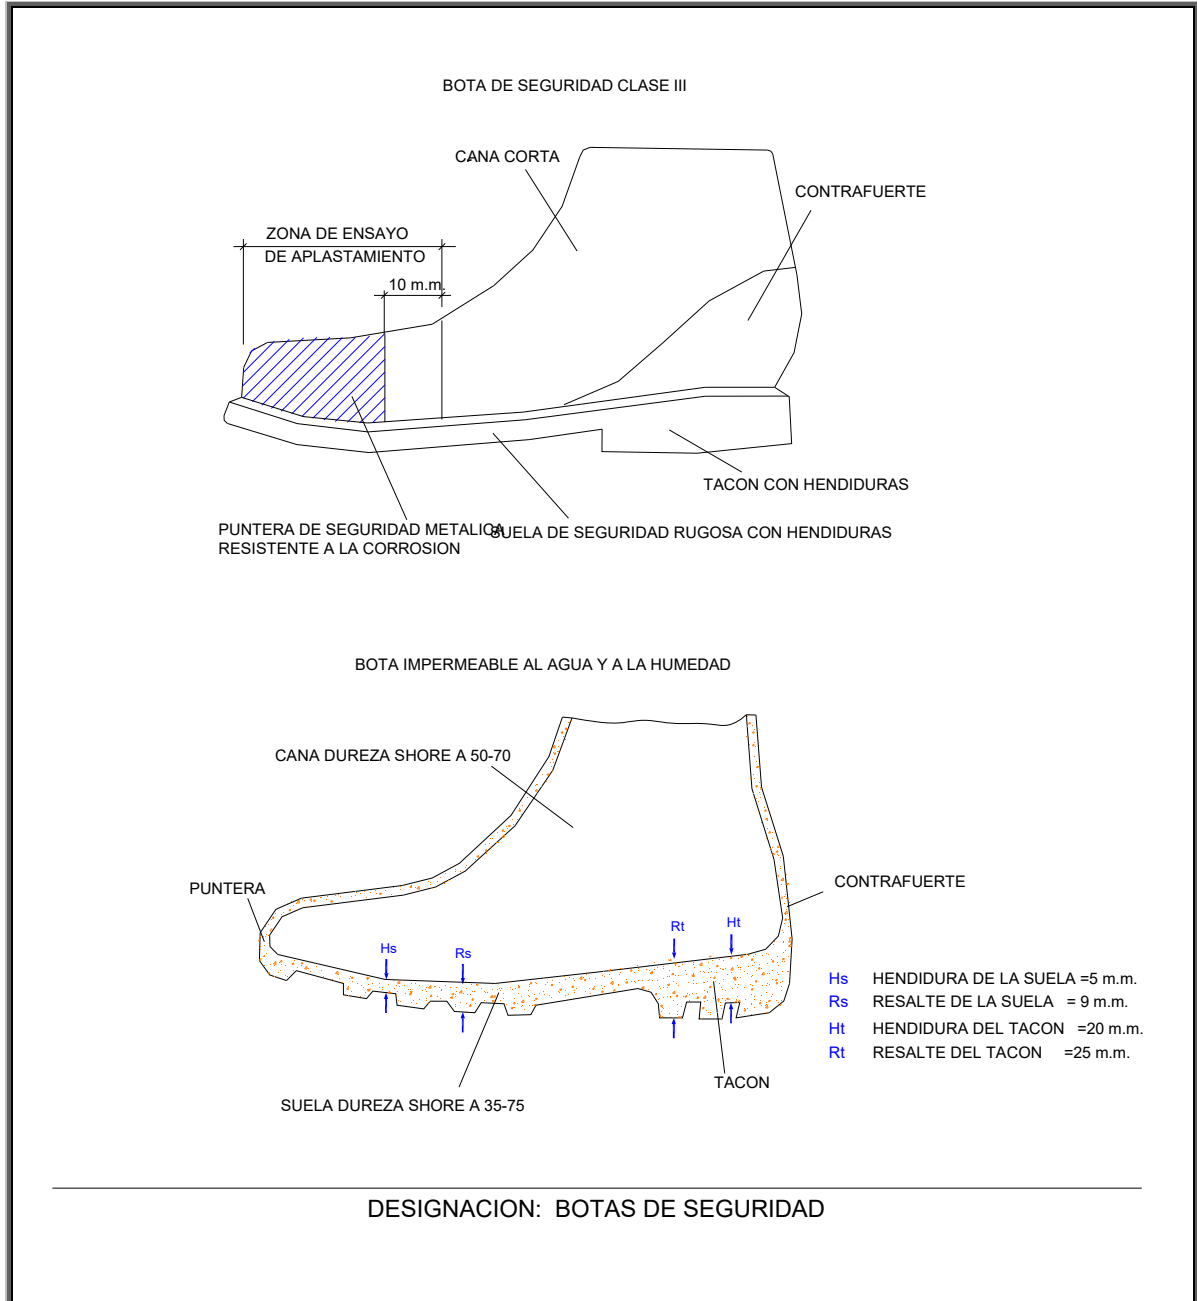 BOTA DE SEGURIDAD CLASE III
CANA CORTA
CONTRAFUERTE
ZONA DE ENSAYO
DE APLASTAMIENTO
10 m.m.
TACON CON HENDIDURAS
PUNTERA DE SEGURIDAD METALICA
RESISTENTE A LA CORROSION
SUELA DE SEGURIDAD RUGOSA CON HENDIDURAS
BOTA IMPERMEABLE AL AGUA Y A LA HUMEDAD
CANA DUREZA SHORE A 50-70
PUNTERA
CONTRAFUERTE
Hs
Rs
Rt
Ht
Hs HENDIDURA DE LA SUELA =5 m.m.
Rs RESALTE DE LA SUELA = 9 m.m.
Ht HENDIDURA DEL TACON =20 m.m.
Rt RESALTE DEL TACON =25 m.m.
TACON
SUELA DUREZA SHORE A 35-75
DESIGNACION: BOTAS DE SEGURIDAD